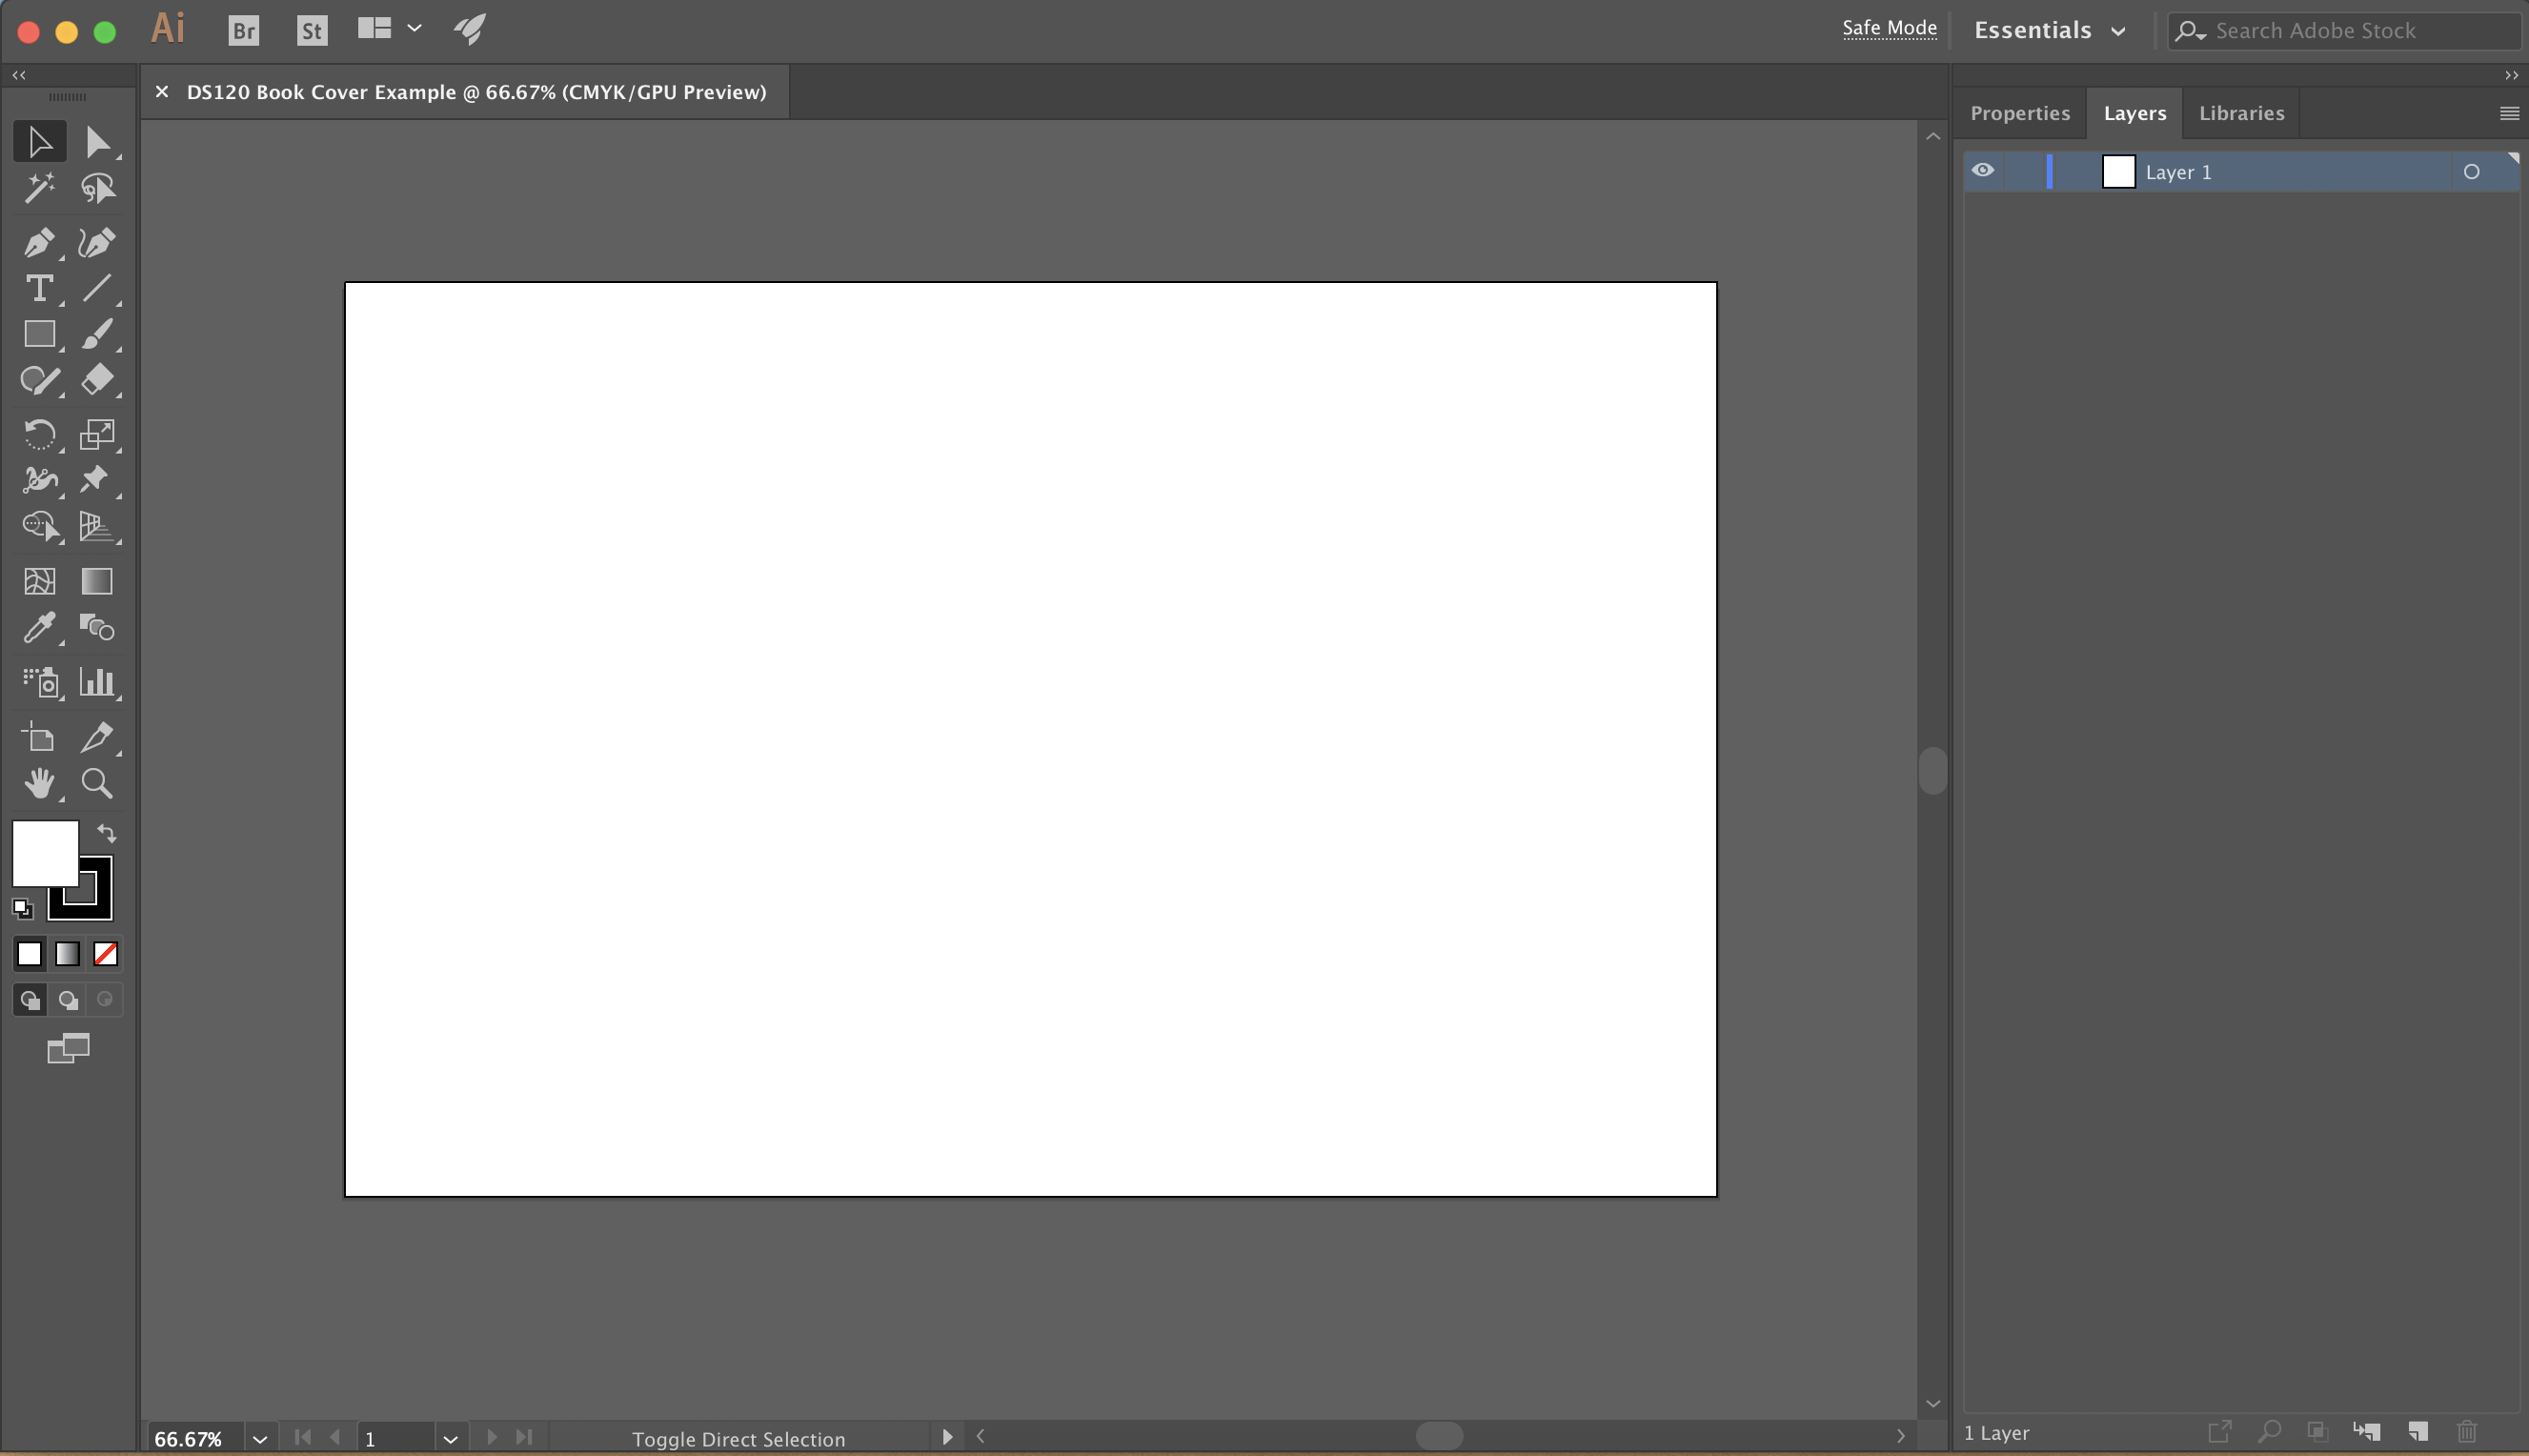 Ai Br St Safe Mode Essentials Search Adobe Stock
DS120 Book Cover Example @ 66.67% (CMYK/GPU Preview)
Properties Layers Libraries
Layer 1
T
66.67% 1 Toggle Direct Selection 1 Layer